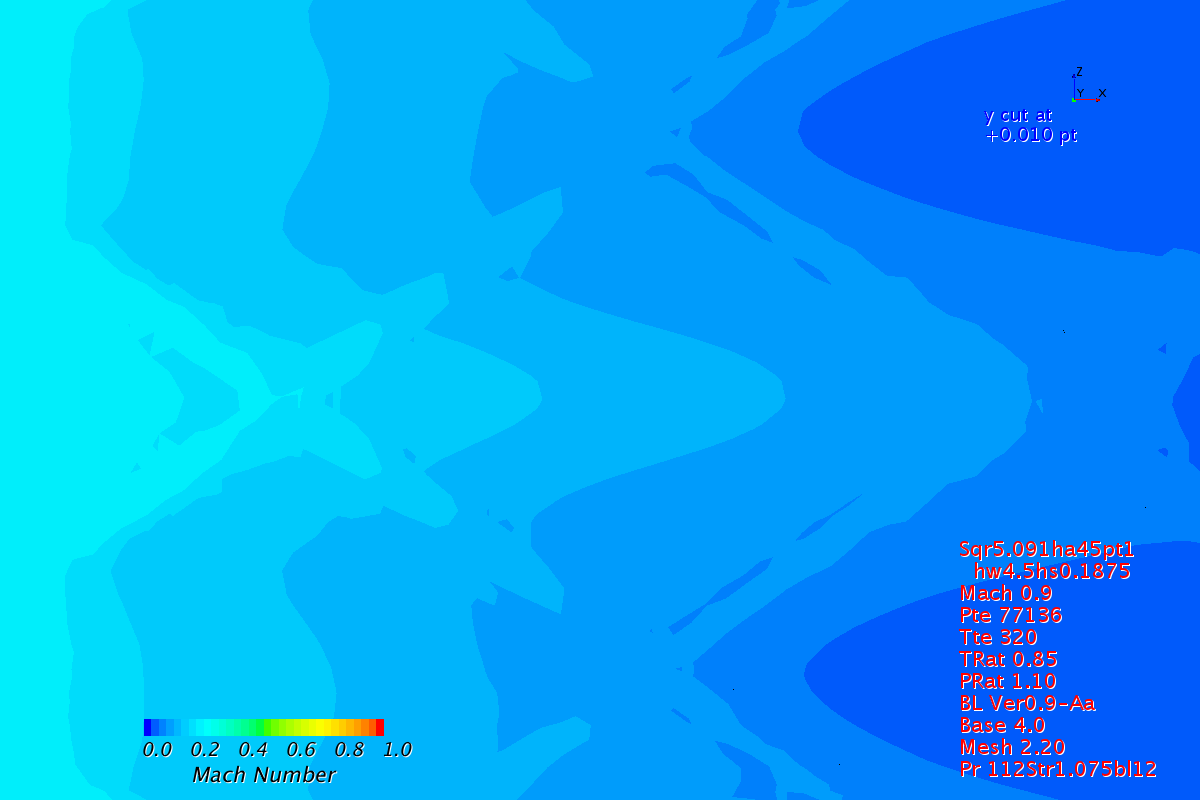 Z
Y X
y cut at
+0.010 pt
Sqr5.091ha45pt1
hw4.5hs0.1875
Mach 0.9
Pte 77136
Tte 320
TRat 0.85
PRat 1.10
BL Ver0.9-Aa
Base 4.0
Mesh 2.20
Pr 112Str1.075bl12
0.0 0.2 0.4 0.6 0.8 1.0
Mach Number